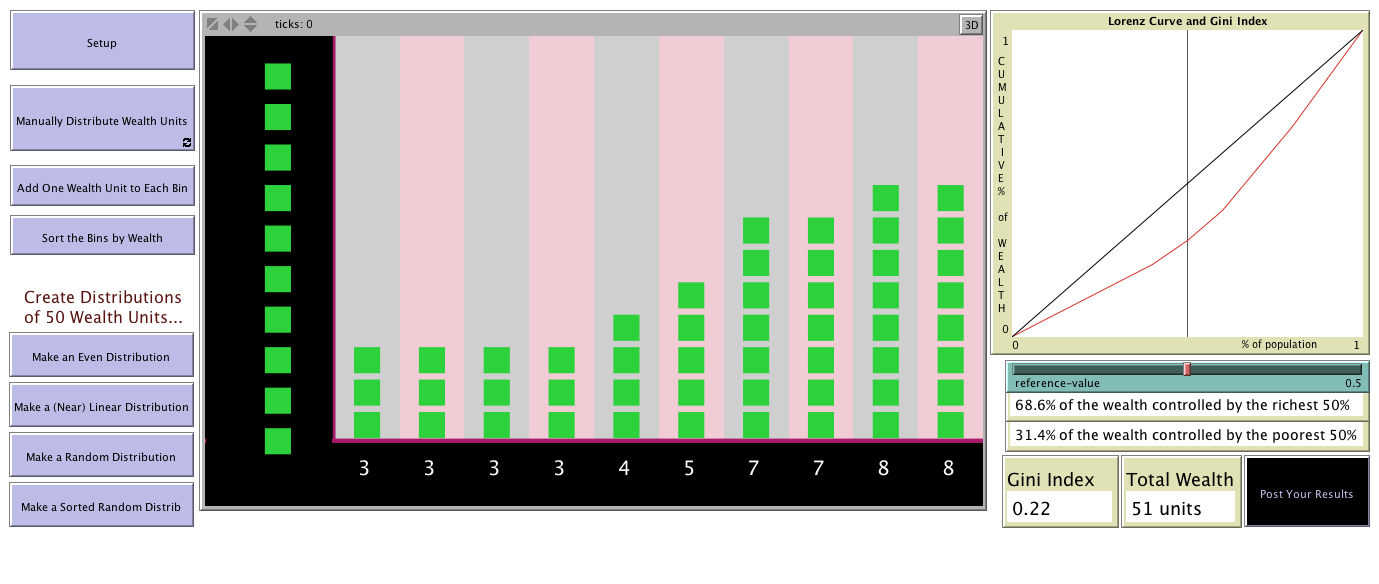 Setup
Manually Distribute Wealth Units
Add One Wealth Unit to Each Bin
Sort the Bins by Wealth
Create Distributions
of 50 Wealth Units...
Make an Even Distribution
Make a (Near) Linear Distribution
Make a Random Distribution
Make a Sorted Random Distrib
ticks: 0
3D
3 3 3 3 4 5 7 7 8 8
Lorenz Curve and Gini Index
1
CUMULATIVE% of WEALTH
0
0 % of population 1
reference-value 0.5
68.6% of the wealth controlled by the richest 50%
31.4% of the wealth controlled by the poorest 50%
Gini Index
0.22
Total Wealth
51 units
Post Your Results